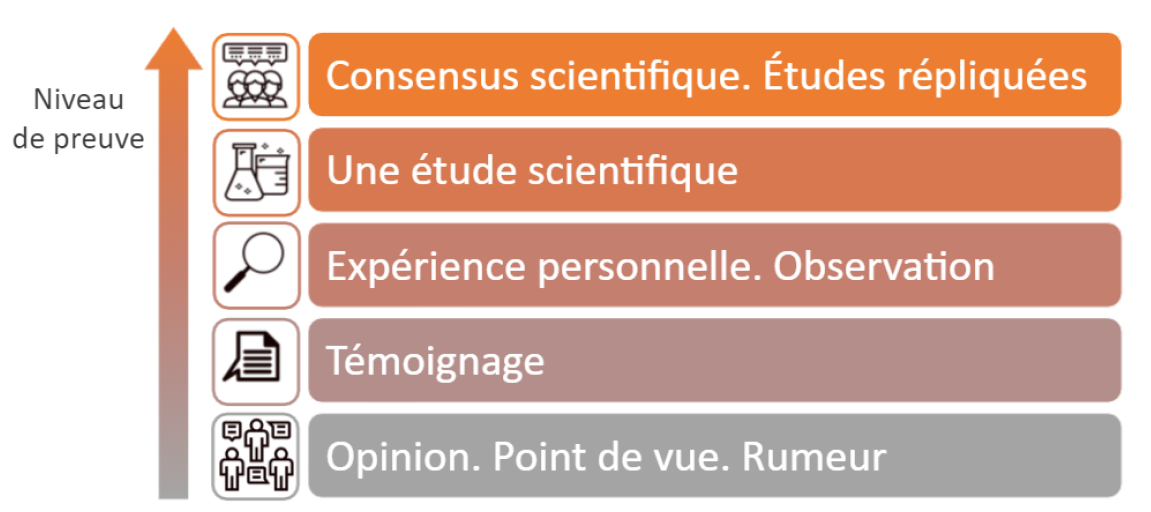 Niveau
de preuve
Consensus scientifique. Études répliquées
Une étude scientifique
Expérience personnelle. Observation
Témoignage
Opinion. Point de vue. Rumeur